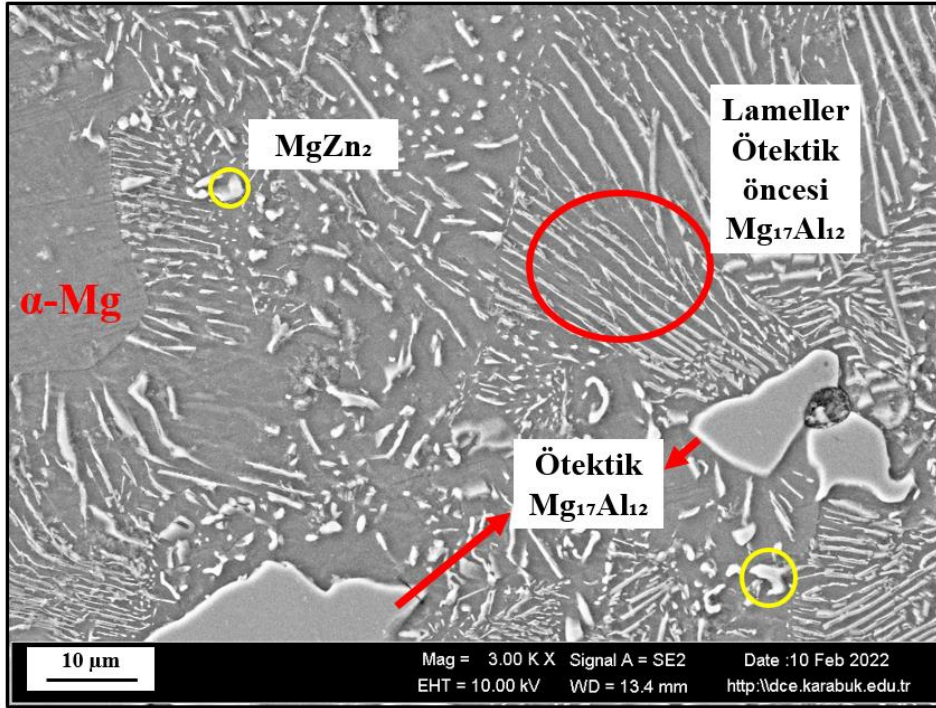 MgZn₂
Lameller
Ötektik
öncesi
Mg₁₇Al₁₂
α-Mg
Ötektik
Mg₁₇Al₁₂
10 µm
Mag = 3.00 K X Signal A = SE2 Date :10 Feb 2022
EHT = 10.00 kV WD = 13.4 mm http:\\dce.karabuk.edu.tr